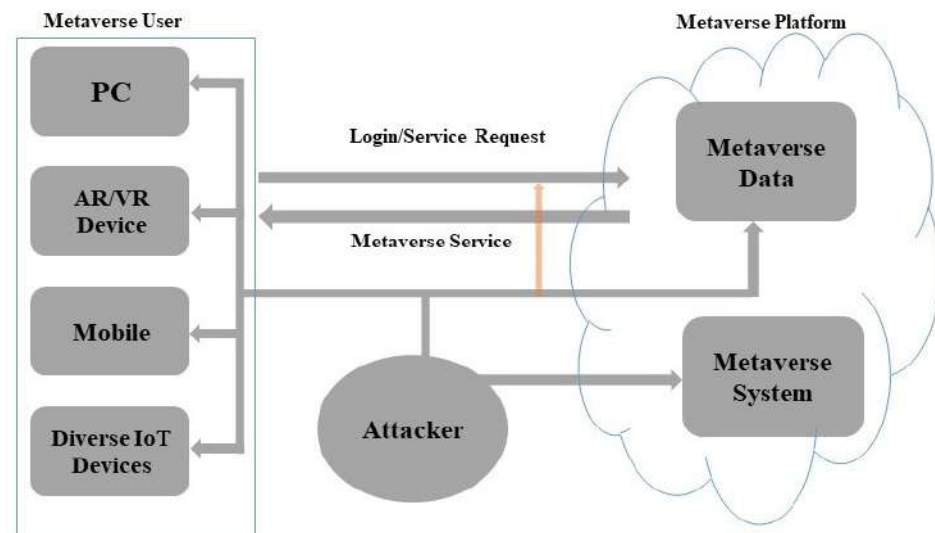 Metaverse User
Metaverse Platform
PC
AR/VR
Device
Mobile
Diverse IoT
Devices
Login/Service Request
Metaverse Service
Attacker
Metaverse
Data
Metaverse
System